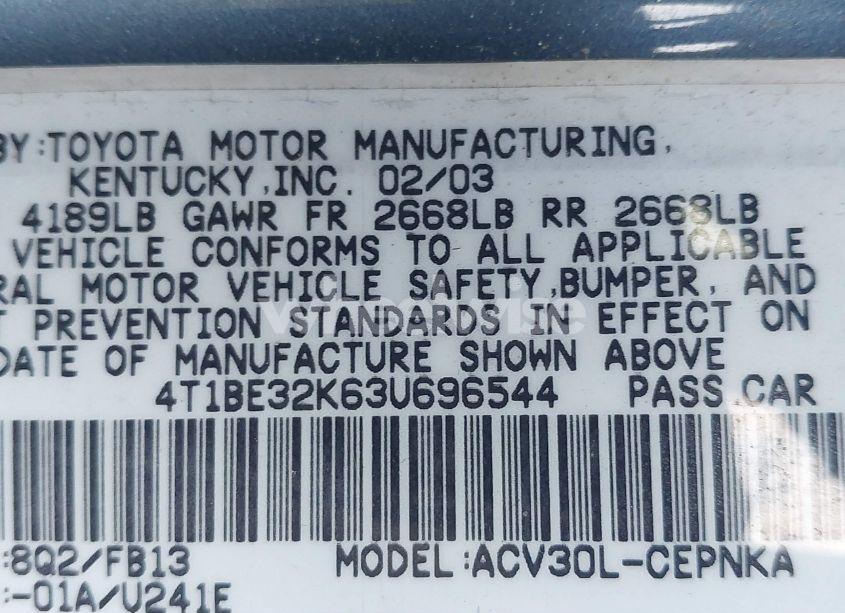 BY:TOYOTA MOTOR MANUFACTURING,
KENTUCKY,INC. 02/03
4189LB GAWR FR 2668LB RR 2668LB
VEHICLE CONFORMS TO ALL APPLICABLE
RAL MOTOR VEHICLE SAFETY,BUMPER, AND
T PREVENTION STANDARDS IN EFFECT ON
DATE OF MANUFACTURE SHOWN ABOVE
4T1BE32K63U696544 PASS.CAR
:8Q2/FB13 MODEL:ACV30L-CEPNKA
:-01A/U241E